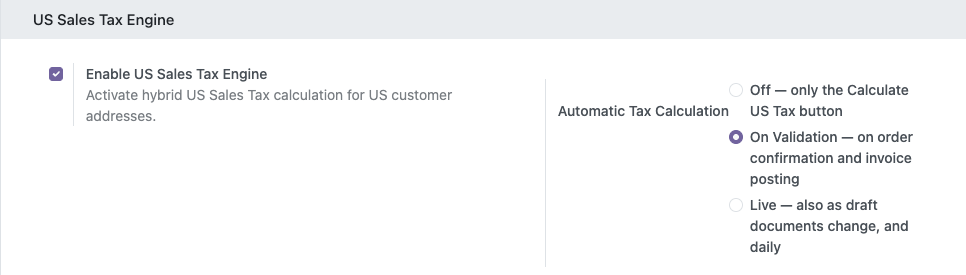 US Sales Tax Engine
Enable US Sales Tax Engine
Activate hybrid US Sales Tax calculation for US customer
addresses.
Automatic Tax Calculation
Off — only the Calculate
US Tax button
On Validation — on order
confirmation and invoice
posting
Live — also as draft
documents change, and
daily